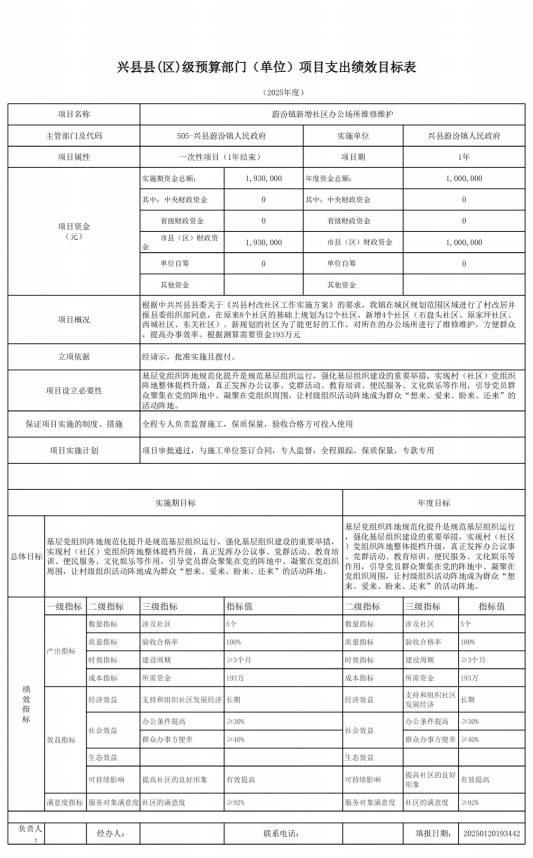 兴县县(区)级预算部门（单位）项目支出绩效目标表
（2025年度）
项目名称 蔚汾镇新增社区办公场所维修维护
主管部门及代码 505-兴县蔚汾镇人民政府 实施单位 兴县蔚汾镇人民政府
项目属性 一次性项目（1年结束） 项目期 1年
项目资金（元）
实施期资金总额： 1,930,000 年度资金总额： 1,000,000
其中：中央财政资金 0 其中：中央财政资金 0
省级财政资金 0 省级财政资金 0
市县（区）财政资金 1,930,000 市县（区）财政资金 1,000,000
单位自筹 0 单位自筹 0
其他资金 其他资金
项目概况
根据中共兴县县委关于《兴县村改社区工作实施方案》的要求，我镇在城区规划范围区域进行了村改居并
报县委组织部同意，在原来8个社区的基础上规划为12个社区，新增4个社区（石盘头社区、原家坪社区、
西城社区、东关社区）。新规划的社区为了能更好的工作，对所在的办公场所进行了维修维护，方便群众
，提高办事效率。根据测算需要资金193万元
立项依据 经请示，批准实施且拨付。
项目设立必要性
基层党组织阵地规范化提升是规范基层组织运行，强化基层组织建设的重要举措，实现村（社区）党组织
阵地整体提档升级，真正发挥办公议事、党群活动、教育培训、便民服务、文化娱乐等作用，引导党员群
众聚集在党的阵地中、凝聚在党组织周围，让村级组织活动阵地成为群众“想来、爱来、盼来、还来”的
活动阵地。
保证项目实施的制度、措施 全程专人负责监督施工，保质保量，验收合格方可投入使用
项目实施计划 项目审批通过，与施工单位签订合同，专人监督，全程跟踪，保质保量，专款专用
实施期目标 年度目标
总体目标
基层党组织阵地规范化提升是规范基层组织运行，强化基层组织建设的重要举措，
实现村（社区）党组织阵地整体提档升级，真正发挥办公议事、党群活动、教育培
训、便民服务、文化娱乐等作用，引导党员群众聚集在党的阵地中、凝聚在党组织
周围，让村级组织活动阵地成为群众“想来、爱来、盼来、还来”的活动阵地。
基层党组织阵地规范化提升是规范基层组织运行
，强化基层组织建设的重要举措，实现村（社区
）党组织阵地整体提档升级，真正发挥办公议事
、党群活动、教育培训、便民服务、文化娱乐等
作用，引导党员群众聚集在党的阵地中、凝聚在
党组织周围，让村级组织活动阵地成为群众“想
来、爱来、盼来、还来”的活动阵地。
绩效指标
一级指标 二级指标 三级指标 指标值 二级指标 三级指标 指标值
产出指标
数量指标 涉及社区 5个 数量指标 涉及社区 5个
质量指标 验收合格率 100% 质量指标 验收合格率 100%
时效指标 建设周期 ≥3个月 时效指标 建设周期 ≥3个月
成本指标 所需资金 193万 成本指标 所需资金 193万
效益指标
经济效益 支持和组织社区发展经济 长期 经济效益 支持和组织社区发展经济 长期
社会效益 办公条件提高 ≥30% 社会效益 办公条件提高 ≥30%
群众办事方便率 ≥40% 群众办事方便率 ≥40%
生态效益 生态效益
可持续影响 提高社区的良好形象 有效提高 可持续影响 提高社区的良好形象 有效提高
满意度指标 服务对象满意度 社区的满意度 ≥92% 服务对象满意度 社区的满意度 ≥92%
负责人： 经办人： 联系电话： 填报日期： 20250120193442